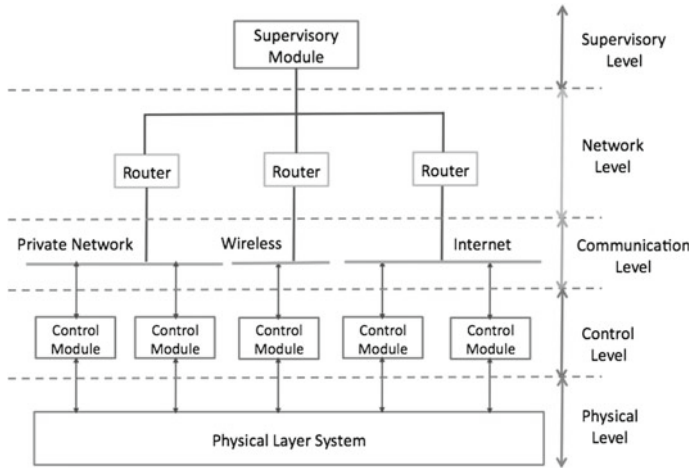 Supervisory
Module
Supervisory
Level
Router
Router
Router
Network
Level
Private Network
Wireless
Internet
Communication
Level
Control
Module
Control
Module
Control
Module
Control
Module
Control
Module
Control
Level
Physical Layer System
Physical
Level